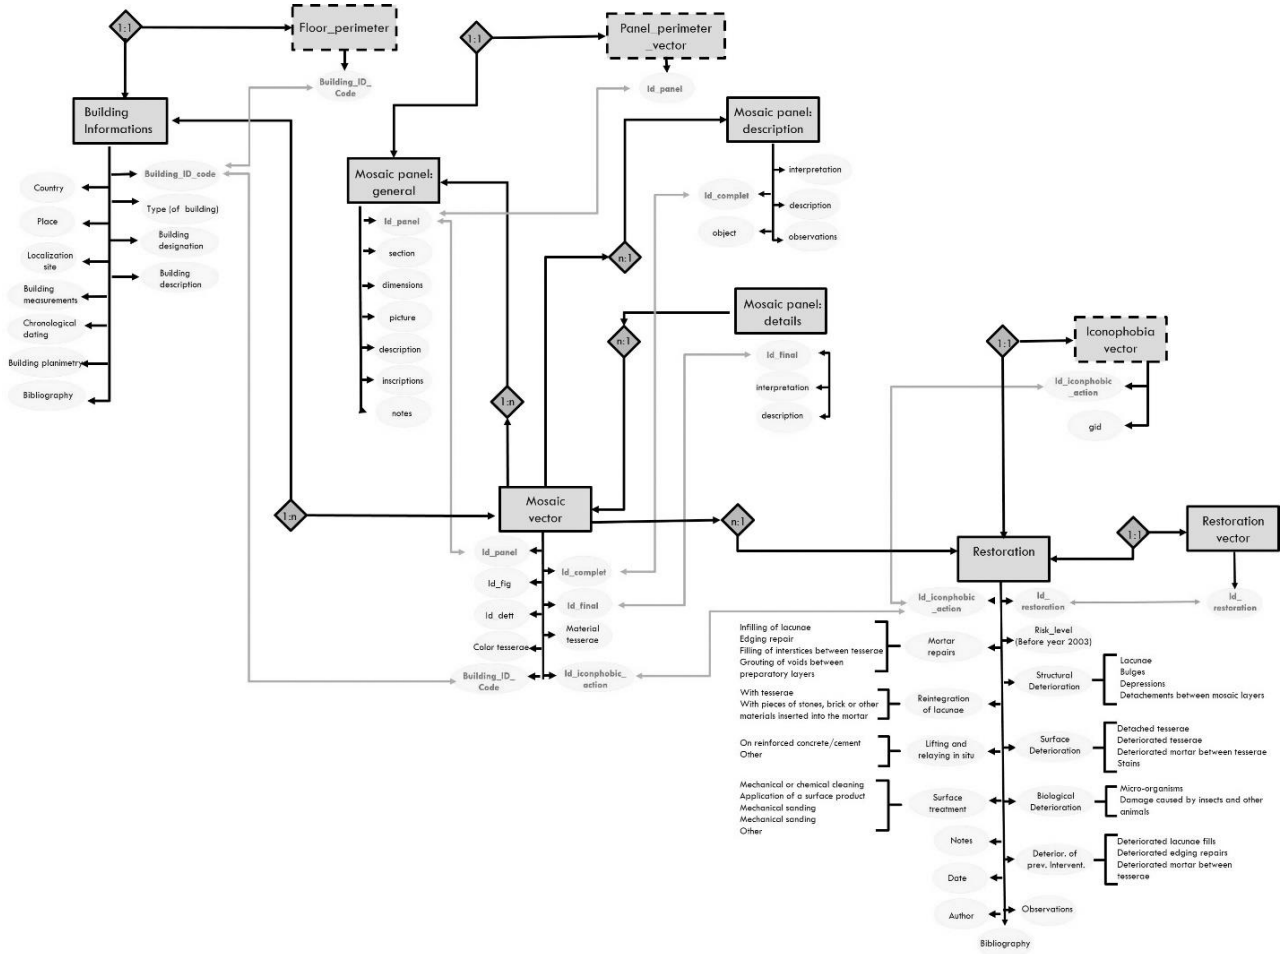 1:1
Floor_perimeter
Building_ID_
Code
Building
Informations
Building_ID_code
Country
Type (of building)
Place
Building
designation
Localization
site
Building
description
Building
measurements
Chronological
dating
Building planimetry
Bibliography
1:n
1:1
Panel_perimeter
_vector
Id_panel
Mosaic panel:
general
Id_panel
section
dimensions
picture
description
inscriptions
notes
1:n
Mosaic panel:
description
interpretation
Id_complet
description
object
observations
n:1
Mosaic panel:
details
n:1
Id_final
interpretation
description
Mosaic
vector
Id_panel
Id_complet
Id_fig
Id_final
Id_dett
Material
tesserae
Color tesserae
Building_ID_
Code
Id_iconphobic_
action
n:1
1:1
Iconophobia
vector
Id_iconphobic
_action
gid
Restoration
1:1
Restoration
vector
Id_
restoration
Id_iconphobic
_action
Id_
restoration
Infilling of lacunae
Edging repair
Filling of interstices between tesserae
Grouting of voids between
preparatory layers
Mortar
repairs
Risk_level
(Before year 2003)
Structural
Deterioration
Lacunae
Bulges
Depressions
Detachements between mosaic layers
With tesserae
With pieces of stones, brick or other
materials inserted into the mortar
Reintegration
of lacunae
Surface
Deterioration
Detached tesserae
Deteriorated tesserae
Deteriorated mortar between tesserae
Stains
On reinforced concrete/cement
Other
Lifting and
relaying in situ
Mechanical or chemical cleaning
Application of a surface product
Mechanical sanding
Mechanical sanding
Other
Surface
treatment
Biological
Deterioration
Micro-organisms
Damage caused by insects and other
animals
Notes
Deterior. of
prev. Intervent.
Deteriorated lacunae fills
Deteriorated edging repairs
Deteriorated mortar between
tesserae
Date
Author
Observations
Bibliography